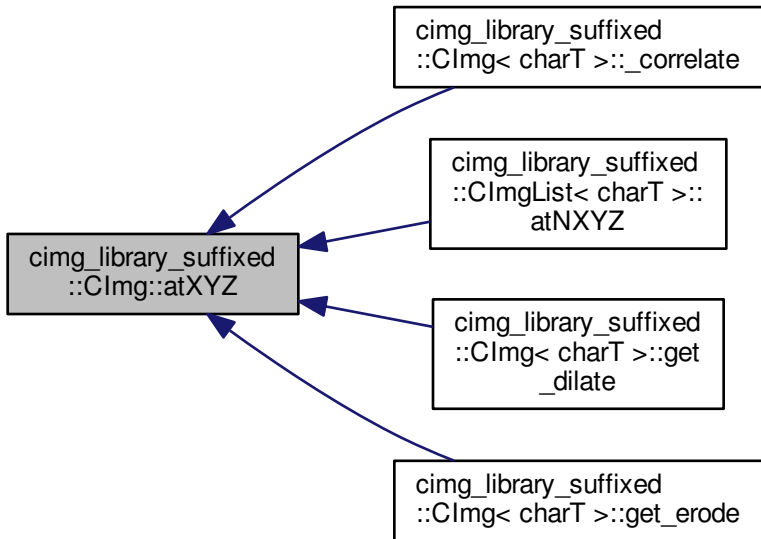 cimg_library_suffixed
::CImg< charT >::_correlate
cimg_library_suffixed
::CImgList< charT >::
atNXYZ
cimg_library_suffixed
::CImg::atXYZ
cimg_library_suffixed
::CImg< charT >::get
_dilate
cimg_library_suffixed
::CImg< charT >::get_erode